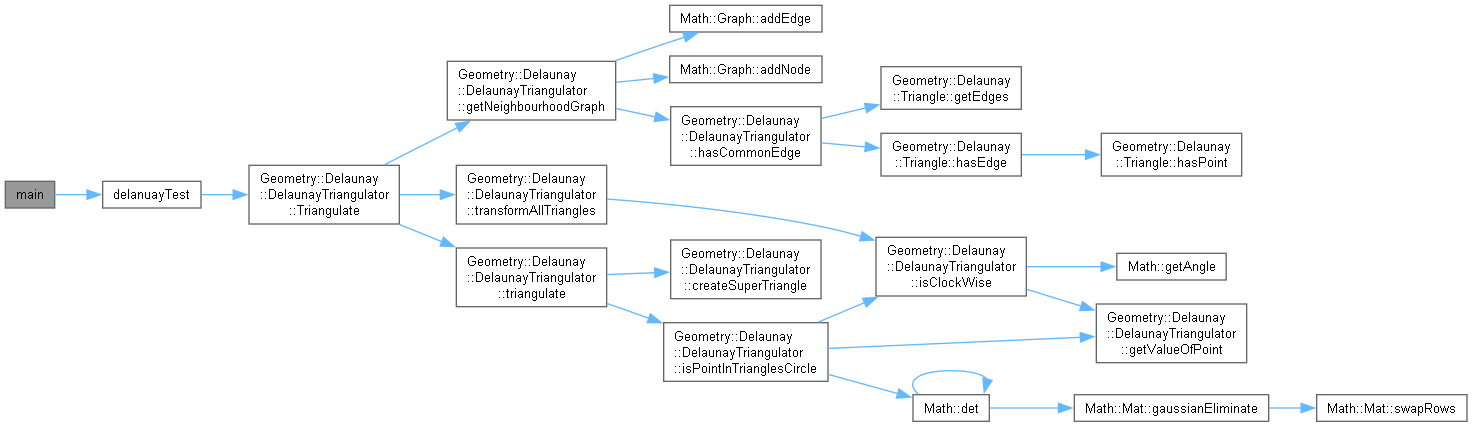 main
delanuayTest
Geometry::Delaunay
::DelaunayTriangulator
::Triangulate
Geometry::Delaunay
::DelaunayTriangulator
::getNeighbourhoodGraph
Math::Graph::addEdge
Math::Graph::addNode
Geometry::Delaunay
::DelaunayTriangulator
::hasCommonEdge
Geometry::Delaunay
::Triangle::getEdges
Geometry::Delaunay
::Triangle::hasEdge
Geometry::Delaunay
::Triangle::hasPoint
Geometry::Delaunay
::DelaunayTriangulator
::transformAllTriangles
Geometry::Delaunay
::DelaunayTriangulator
::triangulate
Geometry::Delaunay
::DelaunayTriangulator
::createSuperTriangle
Geometry::Delaunay
::DelaunayTriangulator
::isPointInTrianglesCircle
Geometry::Delaunay
::DelaunayTriangulator
::isClockWise
Math::getAngle
Geometry::Delaunay
::DelaunayTriangulator
::getValueOfPoint
Math::det
Math::Mat::gaussianEliminate
Math::Mat::swapRows